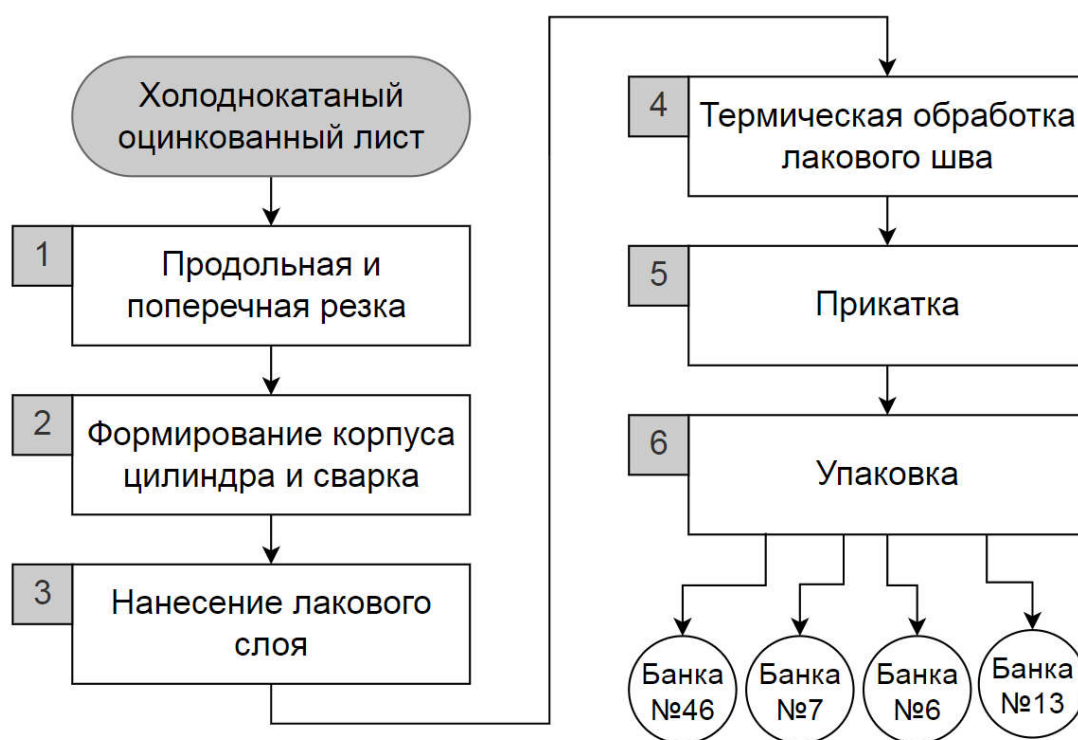 Холоднокатаный
оцинкованный лист
1
Продольная и
поперечная резка
2
Формирование корпуса
цилиндра и сварка
3
Нанесение лакового
слоя
4
Термическая обработка
лакового шва
5
Прикатка
6
Упаковка
Банка
№46
Банка
№7
Банка
№6
Банка
№13